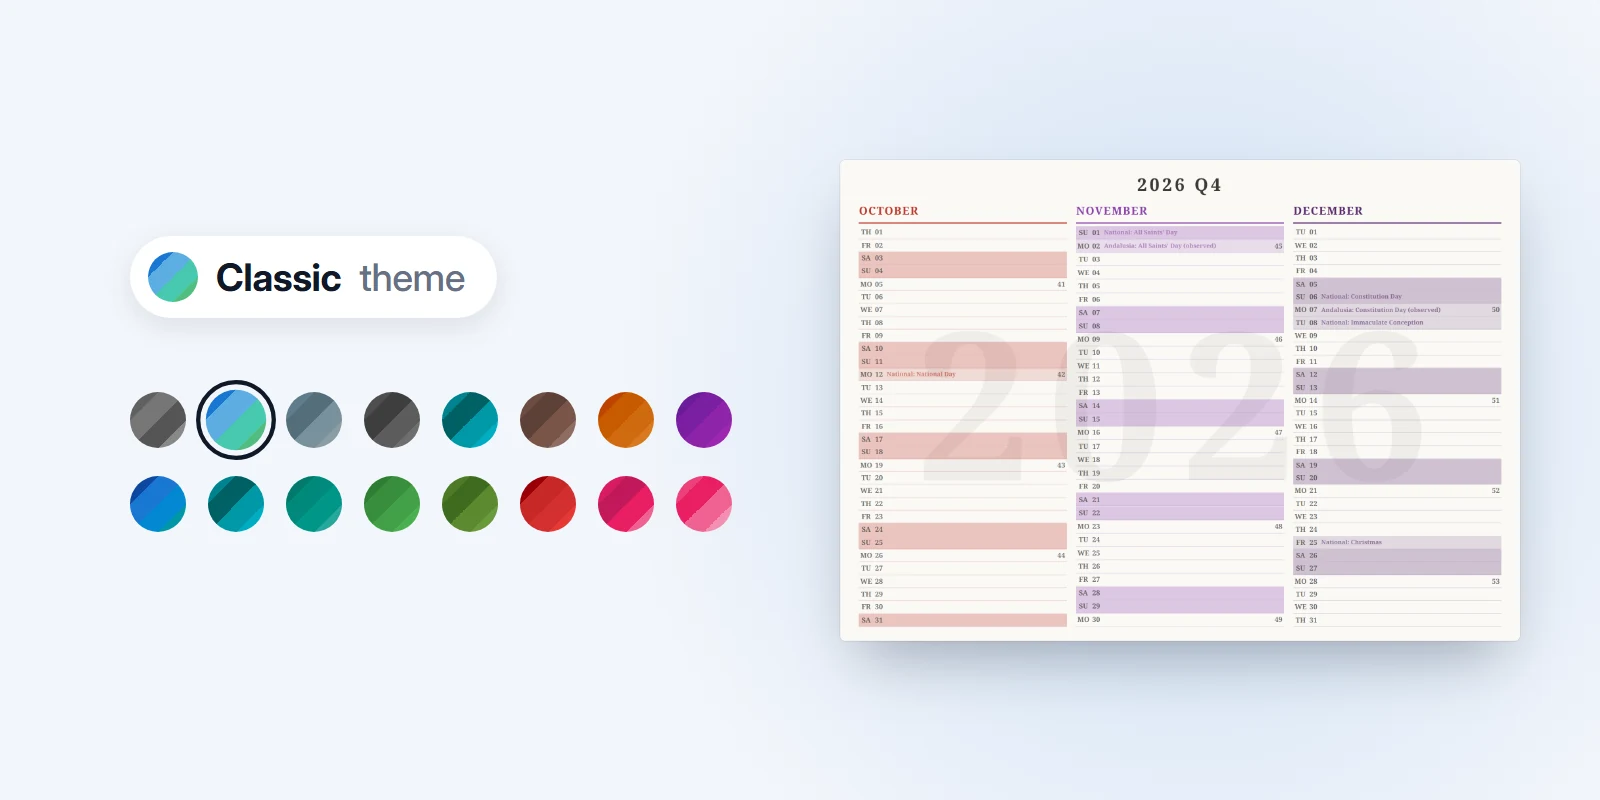 Classic theme
2026 Q4
OCTOBER
TH 01
FR 02
SA 03
SU 04
MO 05 41
TU 06
WE 07
TH 08
FR 09
SA 10
SU 11
MO 12 National: National Day 42
TU 13
WE 14
TH 15
FR 16
SA 17
SU 18
MO 19 43
TU 20
WE 21
TH 22
FR 23
SA 24
SU 25
MO 26 44
TU 27
WE 28
TH 29
FR 30
SA 31
NOVEMBER
SU 01 National: All Saints' Day
MO 02 Andalusia: All Saints' Day (observed) 45
TU 03
WE 04
TH 05
FR 06
SA 07
SU 08
MO 09 46
TU 10
WE 11
TH 12
FR 13
SA 14
SU 15
MO 16 47
TU 17
WE 18
TH 19
FR 20
SA 21
SU 22
MO 23 48
TU 24
WE 25
TH 26
FR 27
SA 28
SU 29
MO 30 49
DECEMBER
TU 01
WE 02
TH 03
FR 04
SA 05
SU 06 National: Constitution Day
MO 07 Andalusia: Constitution Day (observed) 50
TU 08 National: Immaculate Conception
WE 09
TH 10
FR 11
SA 12
SU 13
MO 14 51
TU 15
WE 16
TH 17
FR 18
SA 19
SU 20
MO 21 52
TU 22
WE 23
TH 24
FR 25 National: Christmas
SA 26
SU 27
MO 28 53
TU 29
WE 30
TH 31
2026